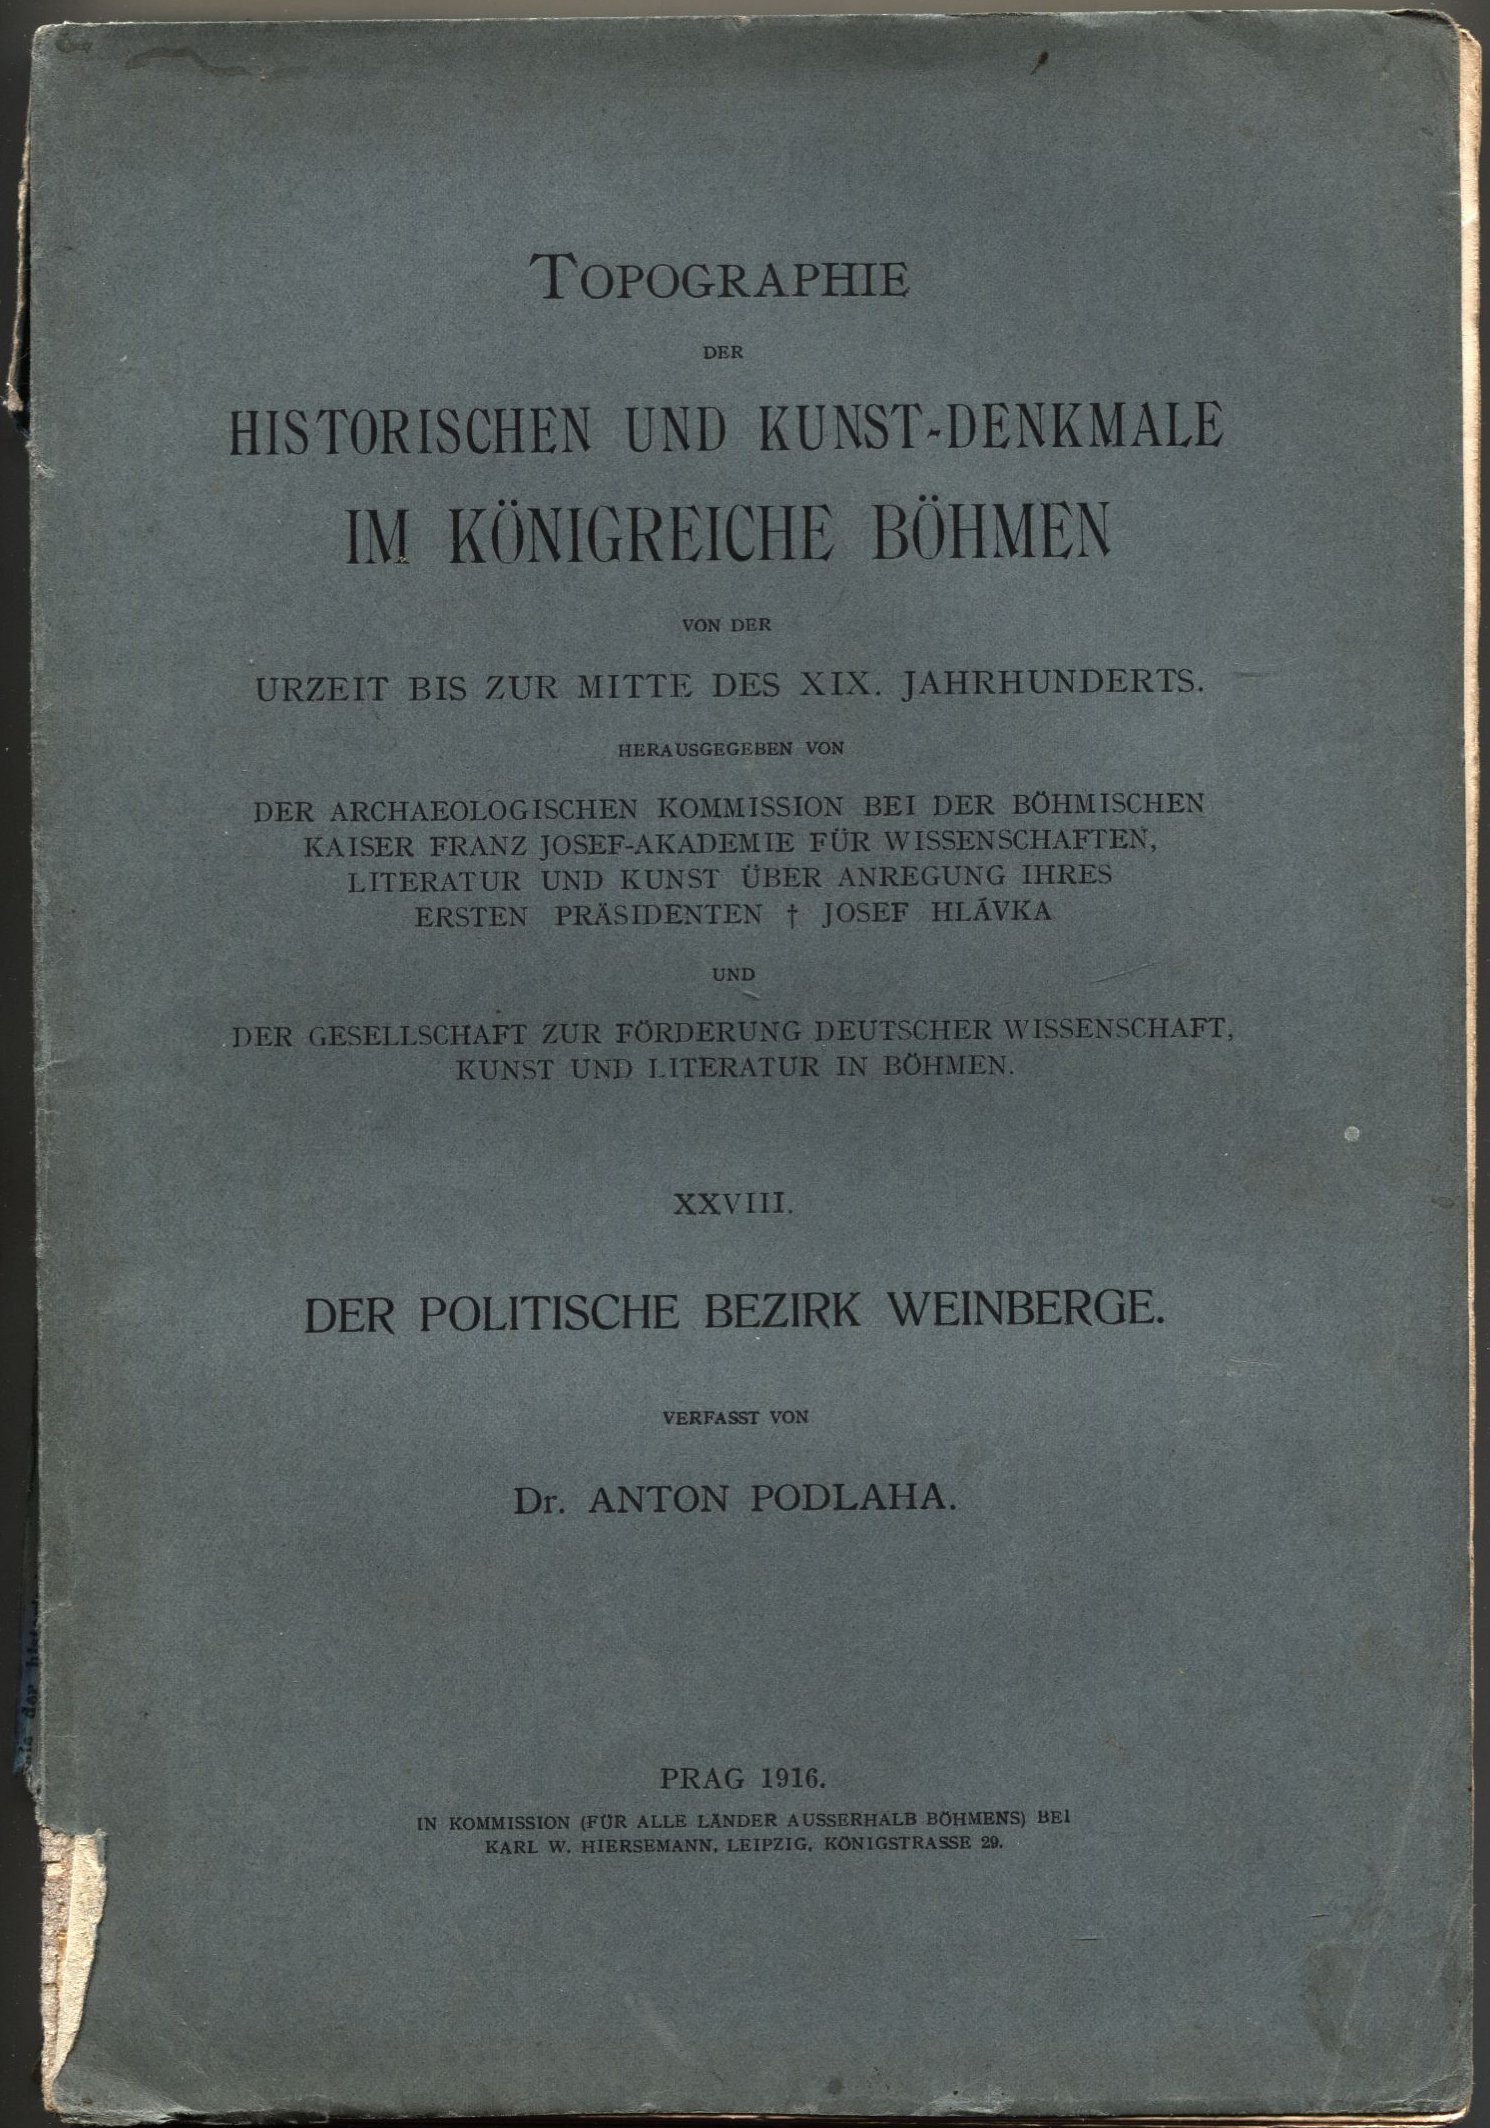 TOPOGRAPHIE
DER
HISTORISCHEN UND KUNST-DENKMALE
IM KÖNIGREICHE BÖHMEN
VON DER
URZEIT BIS ZUR MITTE DES XIX. JAHRHUNDERTS.
HERAUSGEGEBEN VON
DER ARCHAEOLOGISCHEN KOMMISSION BEI DER BÖHMISCHEN
KAISER FRANZ JOSEF-AKADEMIE FÜR WISSENSCHAFTEN,
LITERATUR UND KUNST ÜBER ANREGUNG IHRES
ERSTEN PRÄSIDENTEN † JOSEF HLÁVKA
UND
DER GESELLSCHAFT ZUR FÖRDERUNG DEUTSCHER WISSENSCHAFT,
KUNST UND LITERATUR IN BÖHMEN.
XXVIII.
DER POLITISCHE BEZIRK WEINBERGE.
VERFASST VON
Dr. ANTON PODLAHA.
PRAG 1916.
IN KOMMISSION (FÜR ALLE LÄNDER AUSSERHALB BÖHMENS) BEI
KARL W. HIERSEMANN, LEIPZIG, KÖNIGSTRASSE 29.